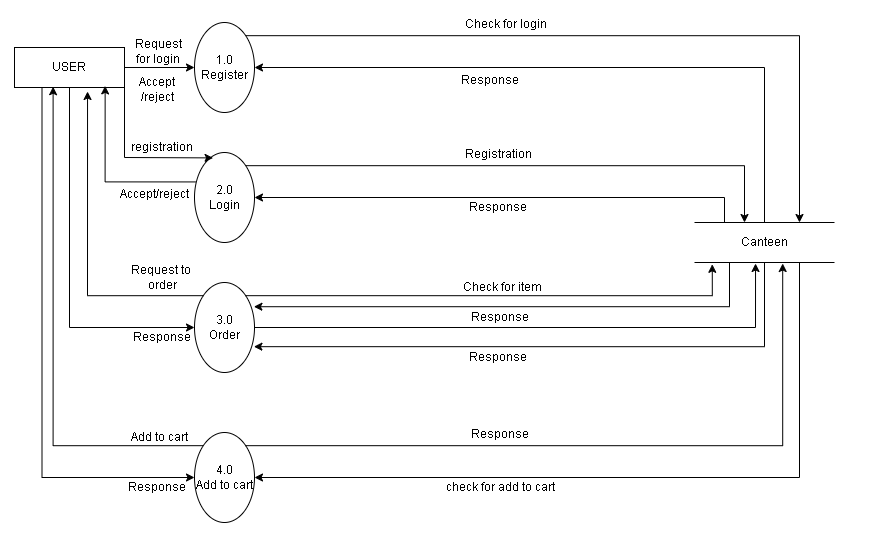 Check for login
Request
for login
1.0
Register
USER
Response
Accept
/reject
registration
Registration
2.0
Login
Accept/reject
Response
Canteen
Request to
order
Check for item
3.0
Order
Response
Response
Response
Add to cart
Response
4.0
Add to cart
Response
check for add to cart